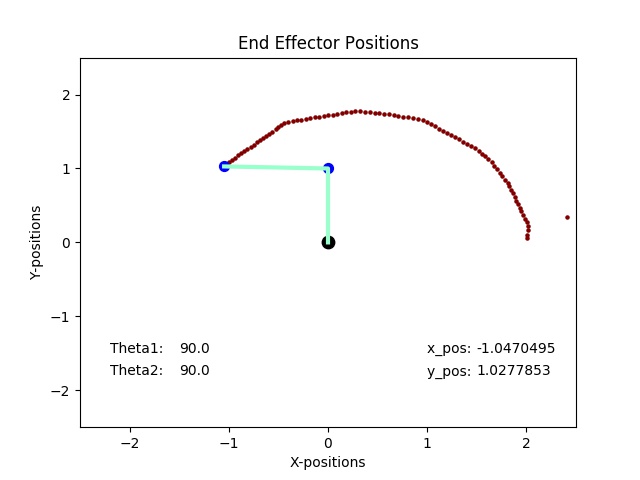 End Effector Positions
2
1
0
−1
−2
Y-positions
Theta1: 90.0
x_pos: -1.0470495
Theta2: 90.0
y_pos: 1.0277853
−2 −1 0 1 2
X-positions